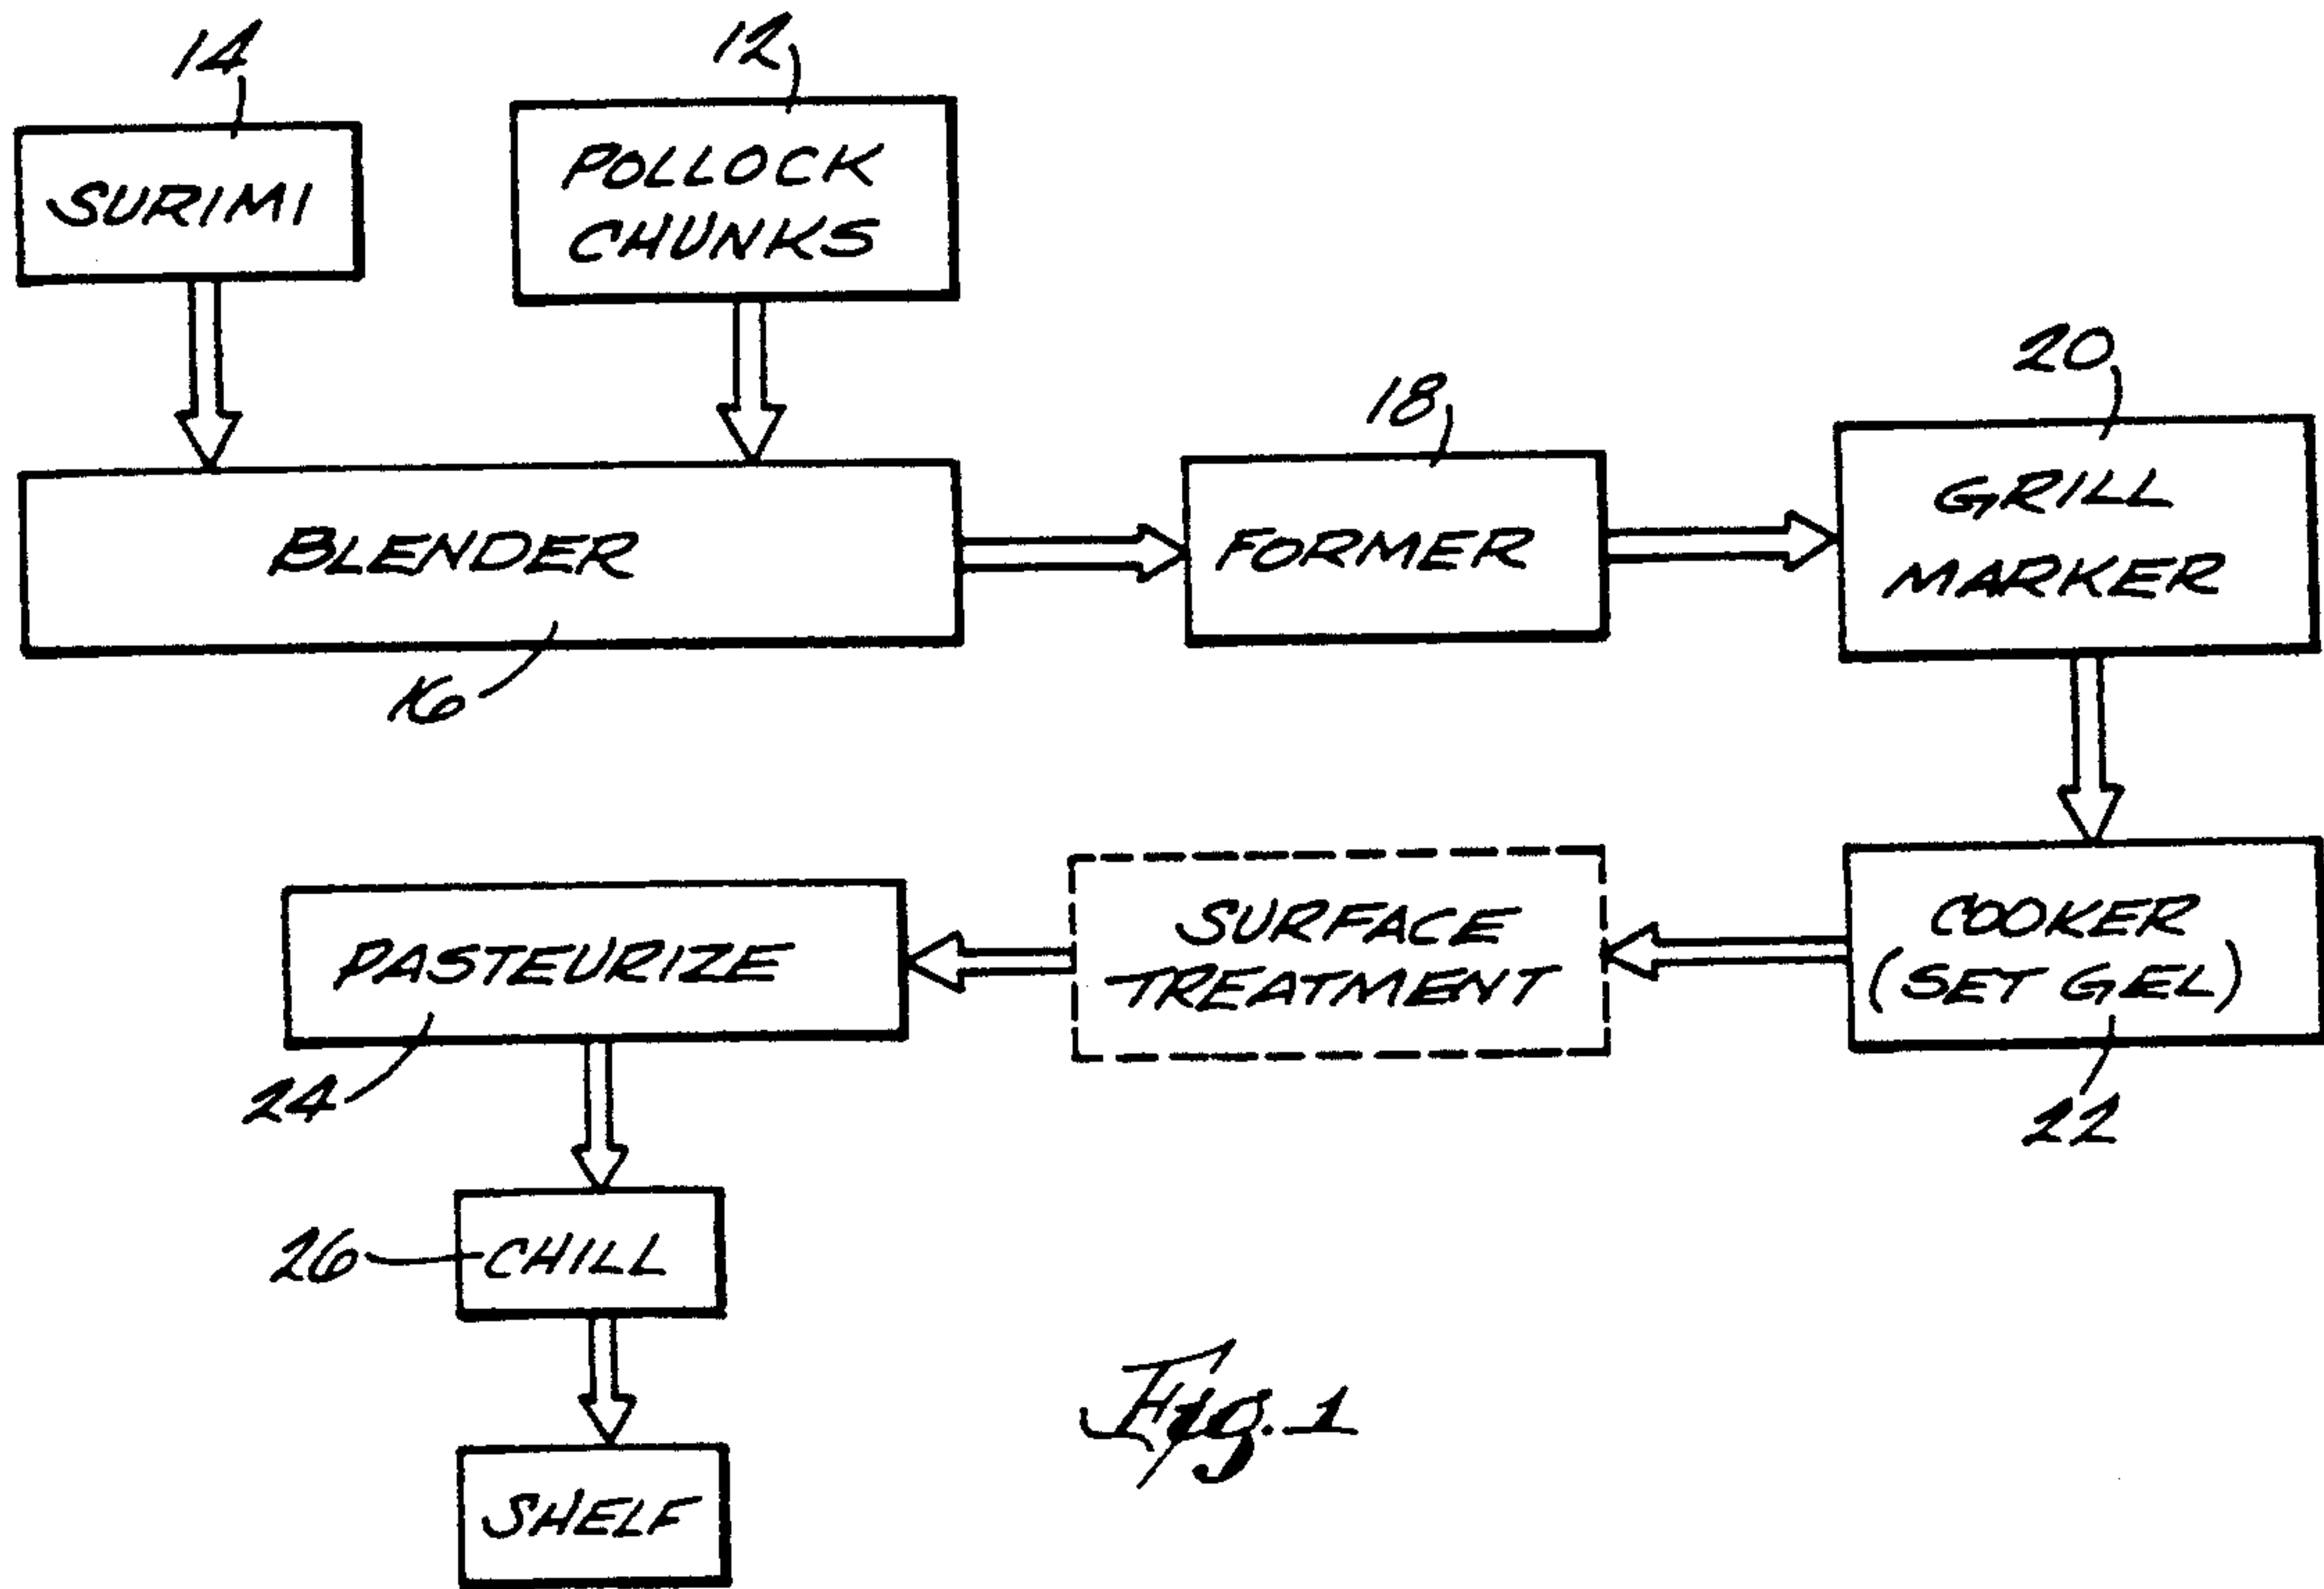 14
12
SURIMI
POLLOCK
CHUNKS
20
18
GRILL
MARKER
BLENDER
FORMER
16
SURFACE
TREATMENT
COOKER
(SET GEL)
PASTEURIZE
24
22
26
CHILL
Fig. 1
SHELF